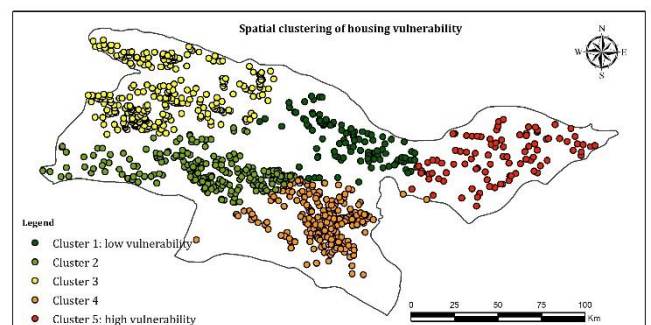 Spatial clustering of housing vulnerability
N
W E
S
Legend
Cluster 1: low vulnerability
Cluster 2
Cluster 3
Cluster 4
Cluster 5: high vulnerability
0 25 50 75 100
Km